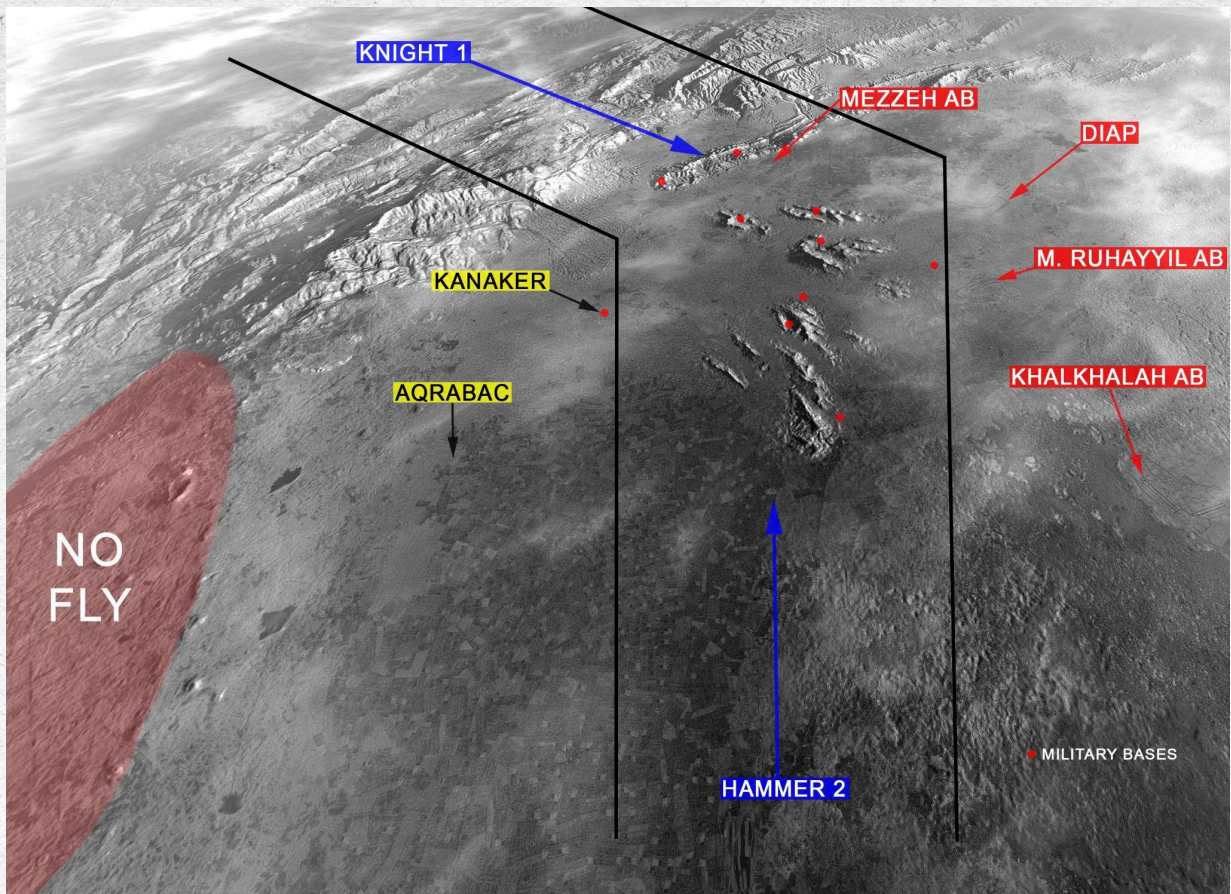 KNIGHT 1
MEZZEH AB
DIAP
M. RUHAYYIL AB
KANAKER
KHALKHALAH AB
AQRABAC
NO
FLY
MILITARY BASES
HAMMER 2